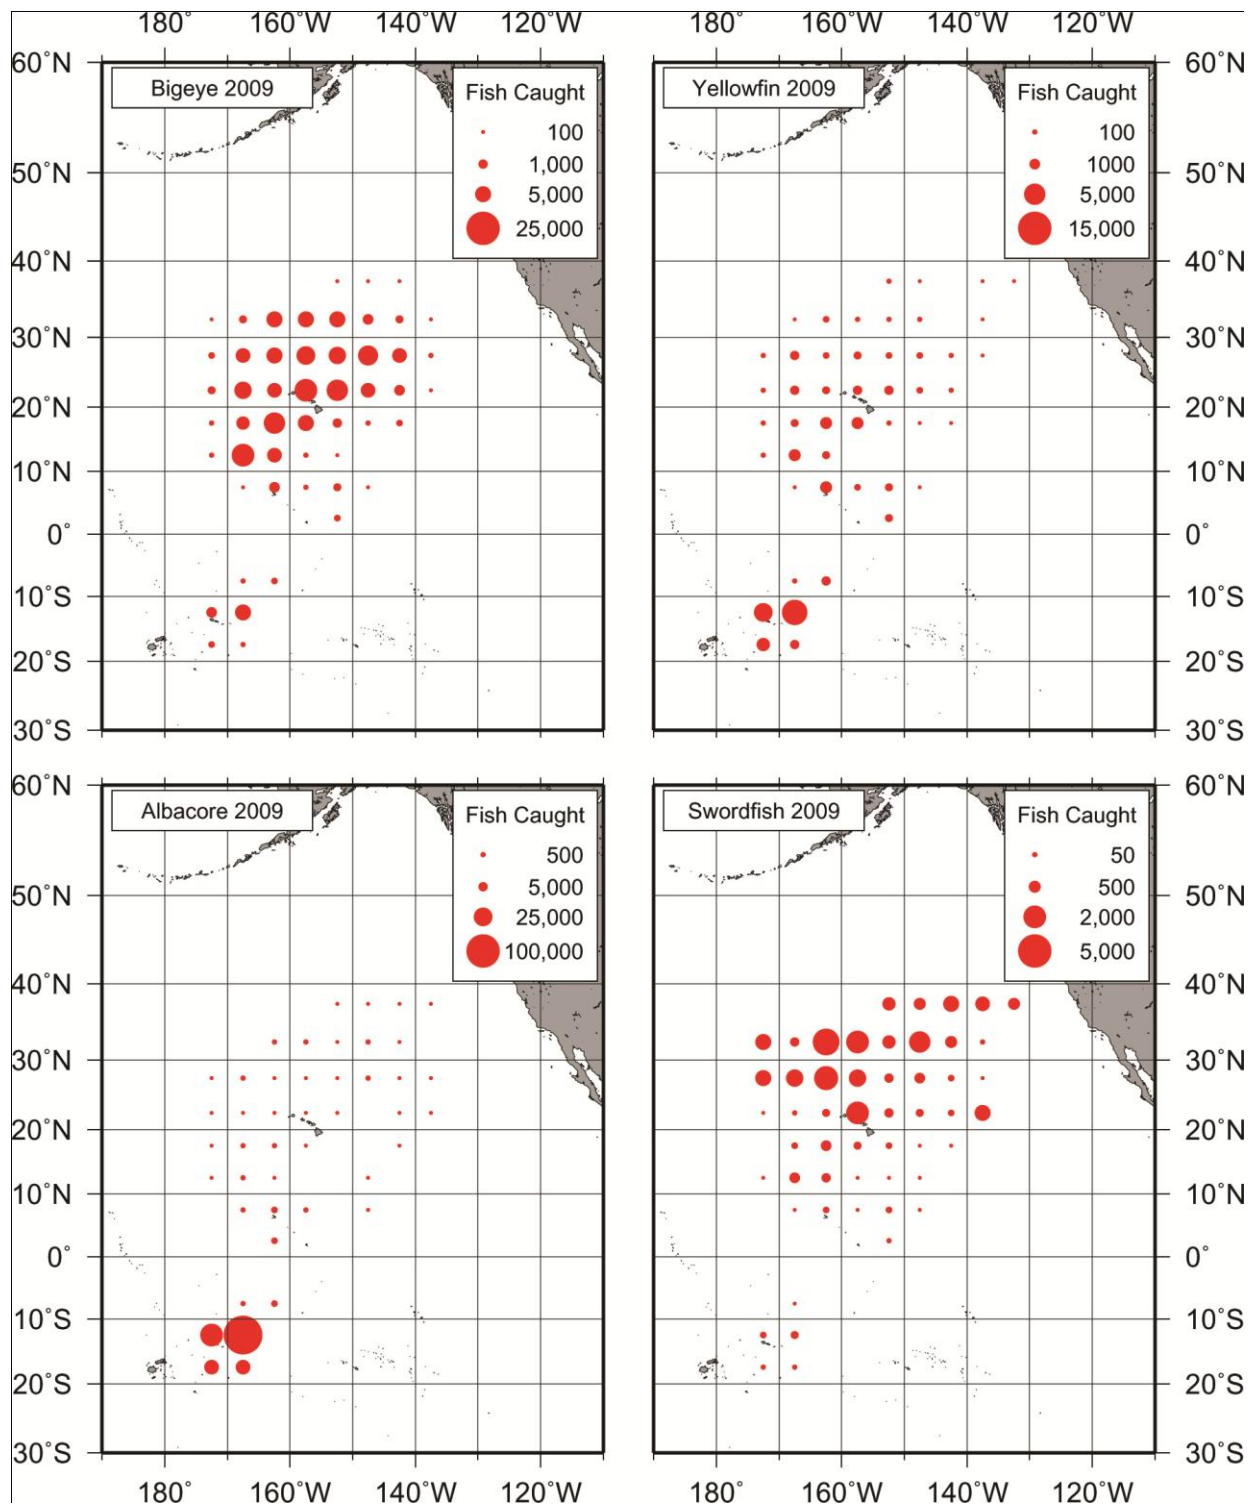 180° 160°W 140°W 120°W 180° 160°W 140°W 120°W
60°N 60°N
Bigeye 2009 Fish Caught Yellowfin 2009 Fish Caught
100 100
1,000 1000
50°N 50°N
5,000 5,000
25,000 15,000
40°N 40°N
30°N 30°N
20°N 20°N
10°N 10°N
0° 0°
10°S 10°S
20°S 20°S
30°S 30°S
60°N 60°N
Albacore 2009 Fish Caught Swordfish 2009 Fish Caught
500 50
5,000 500
50°N 50°N
25,000 2,000
100,000 5,000
40°N 40°N
30°N 30°N
20°N 20°N
10°N 10°N
0° 0°
10°S 10°S
20°S 20°S
30°S 30°S
180° 160°W 140°W 120°W 180° 160°W 140°W 120°W